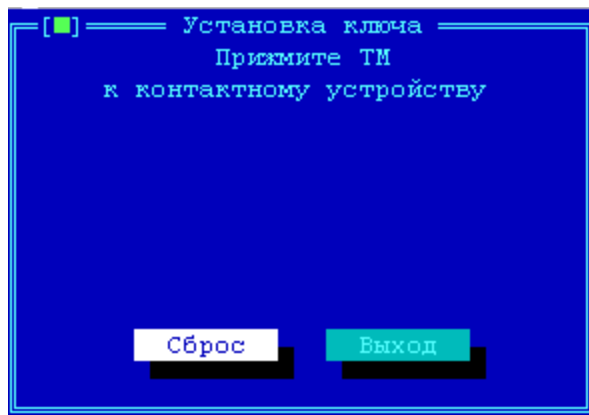 Установка ключа
Прижмите ТМ
к контактному устройству
Сброс
Выход